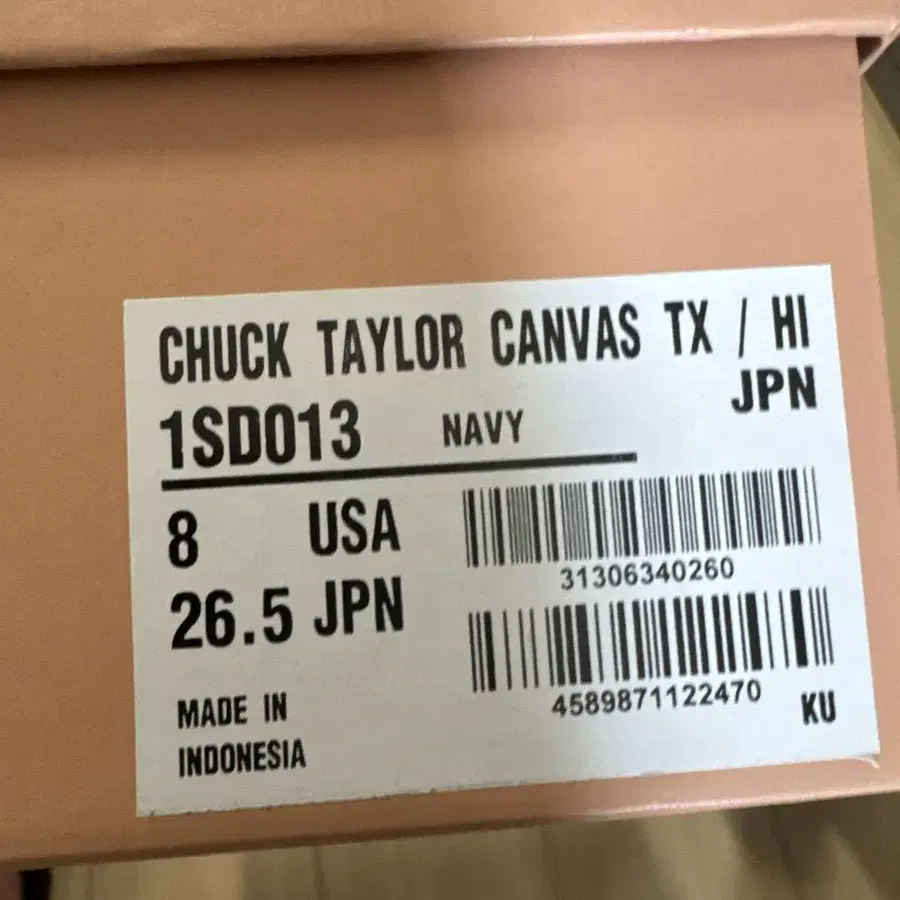 CHUCK TAYLOR CANVAS TX / HI
JPN
1SD013 NAVY
8 USA
26.5 JPN
31306340260
4589871122470
KU
MADE IN
INDONESIA